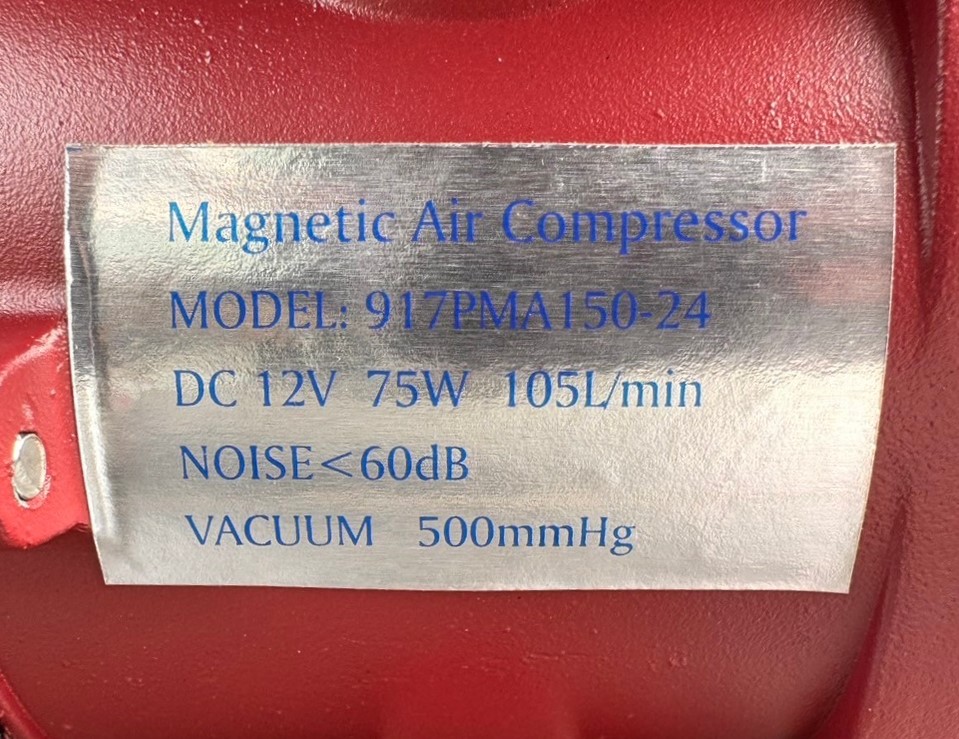 Magnetic Air Compressor
MODEL: 917PMA150-24
DC 12V 75W 105L/min
NOISE<60dB
VACUUM 500mmHg